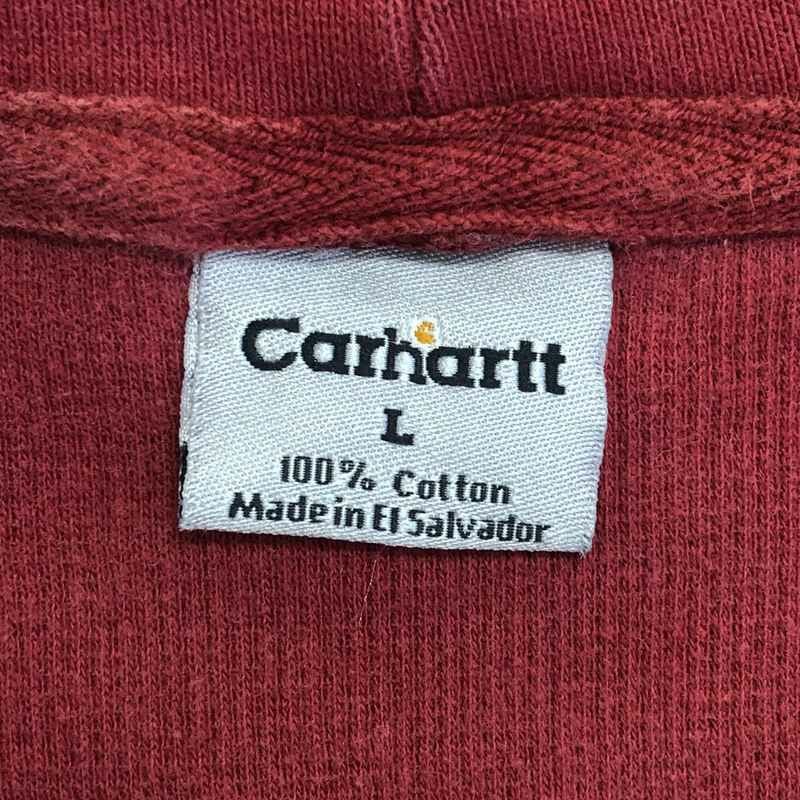 Carhartt
L
100% Cotton
Made in El Salvador